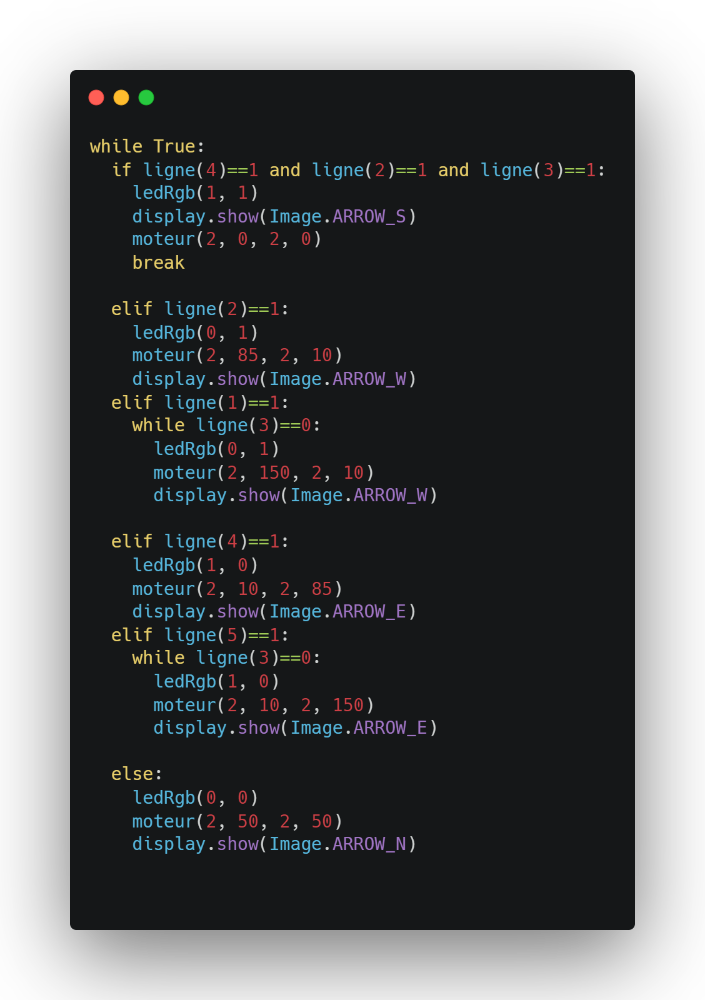 while True:
  if ligne(4)==1 and ligne(2)==1 and ligne(3)==1:
    ledRgb(1, 1)
    display.show(Image.ARROW_S)
    moteur(2, 0, 2, 0)
    break

  elif ligne(2)==1:
    ledRgb(0, 1)
    moteur(2, 85, 2, 10)
    display.show(Image.ARROW_W)
  elif ligne(1)==1:
    while ligne(3)==0:
      ledRgb(0, 1)
      moteur(2, 150, 2, 10)
      display.show(Image.ARROW_W)

  elif ligne(4)==1:
    ledRgb(1, 0)
    moteur(2, 10, 2, 85)
    display.show(Image.ARROW_E)
  elif ligne(5)==1:
    while ligne(3)==0:
      ledRgb(1, 0)
      moteur(2, 10, 2, 150)
      display.show(Image.ARROW_E)

  else:
    ledRgb(0, 0)
    moteur(2, 50, 2, 50)
    display.show(Image.ARROW_N)